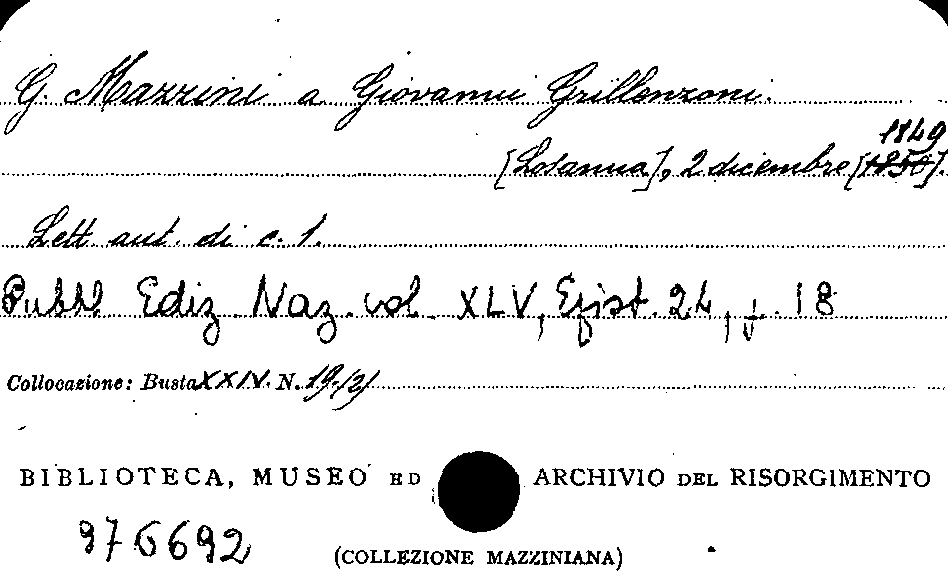 G. Mazzini a Giovanni Grillenzoni.
1849
[Losanna], 2 dicembre [1850].
Lett. aut. di c. 1.
Pubbl. Ediz. Naz. vol. XLV, Epist. 24, p. 18
Collocazione: Busta XXIV. N. 19/2)
BIBLIOTECA, MUSEO ED ARCHIVIO DEL RISORGIMENTO
976692
(COLLEZIONE MAZZINIANA)